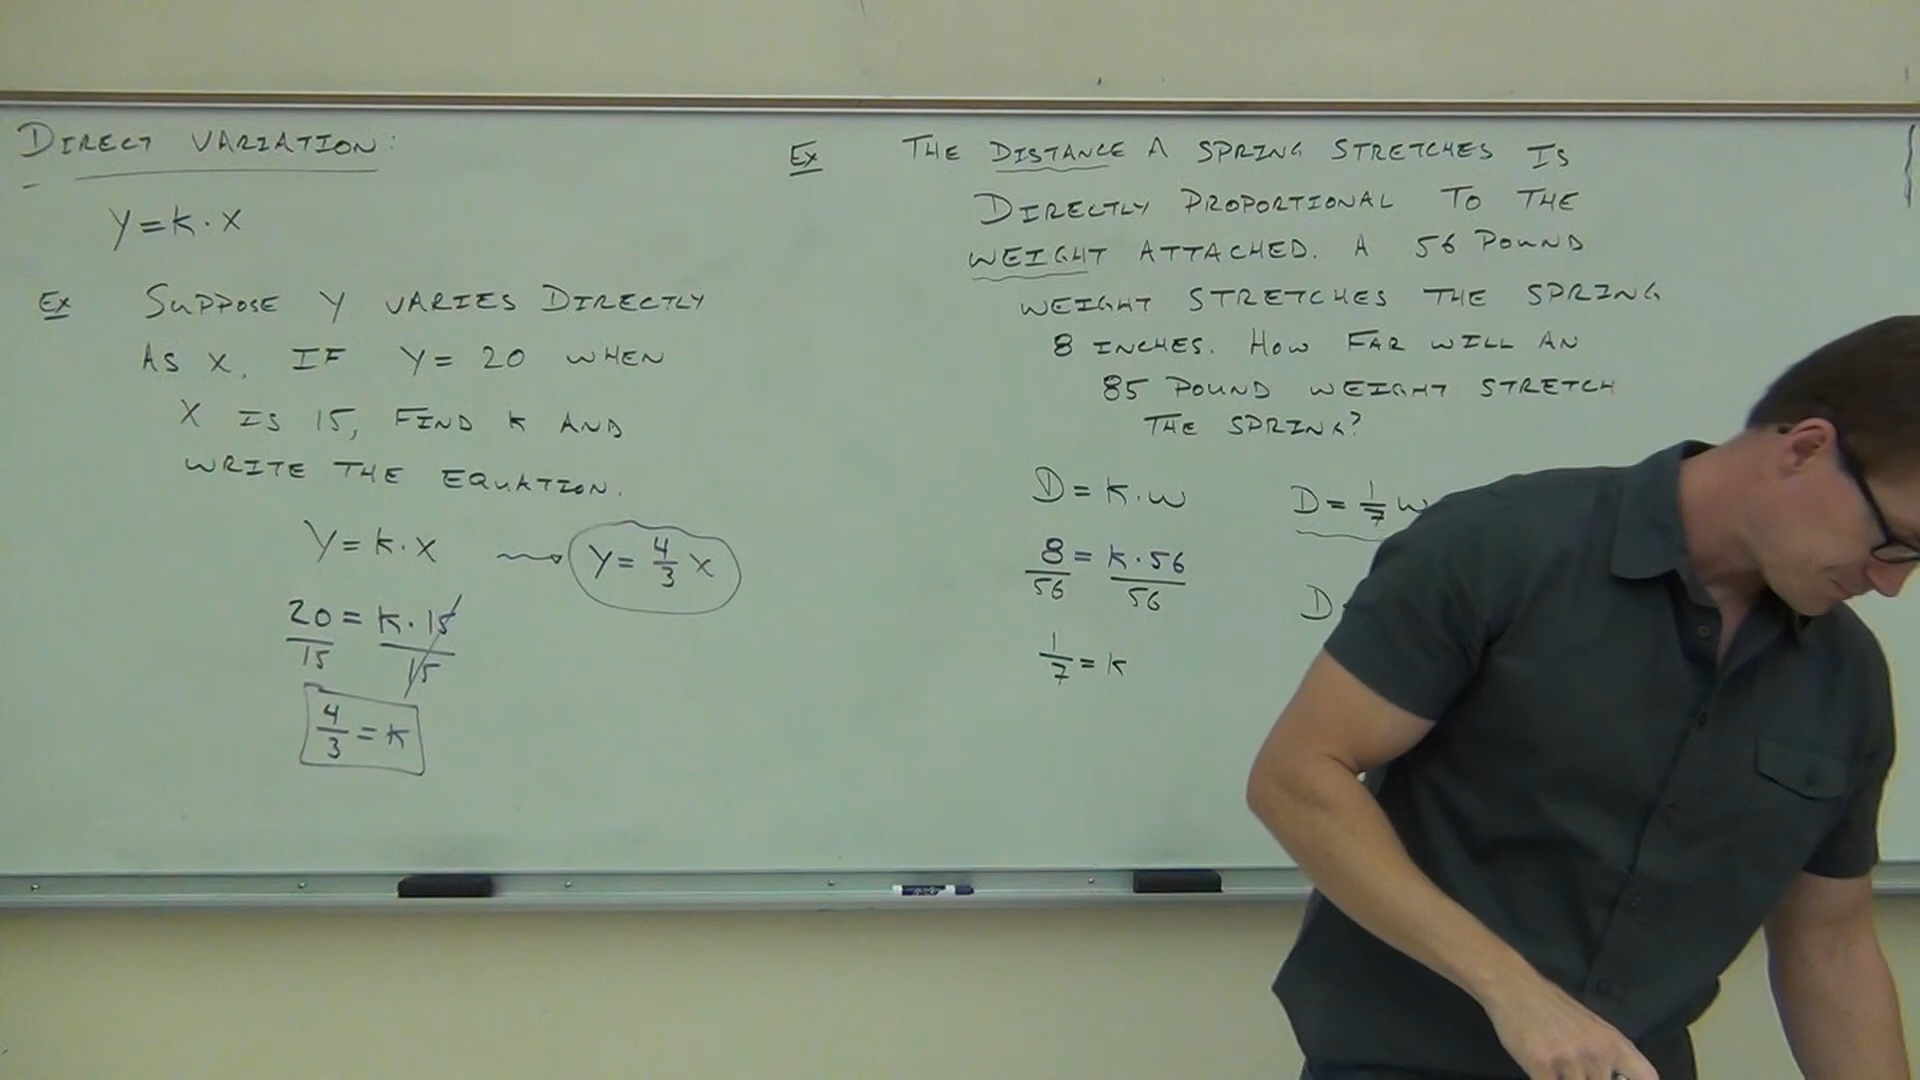 DIRECT VARIATION:
Y = K · X
Ex SUPPOSE Y VARIES DIRECTLY
AS X. IF Y = 20 WHEN
X IS 15, FIND K AND
WRITE THE EQUATION.
Y = K · X → Y = 4/3 X
20/15 = K · 15/15
4/3 = K
Ex THE DISTANCE A SPRING STRETCHES IS
DIRECTLY PROPORTIONAL TO THE
WEIGHT ATTACHED. A 56 POUND
WEIGHT STRETCHES THE SPRING
8 INCHES. HOW FAR WILL AN
85 POUND WEIGHT STRETCH
THE SPRING?
D = K · W
8/56 = K · 56/56
1/7 = K
D = 1/7 W
D